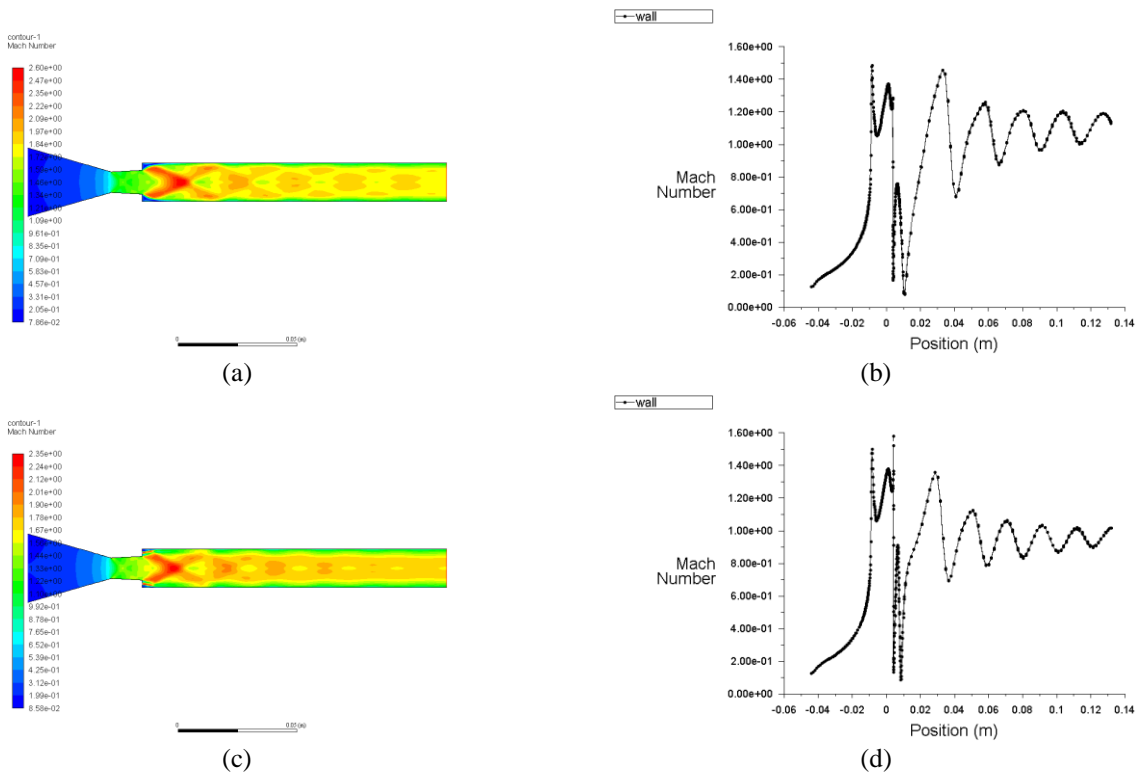 contour-1
Mach Number
2.60e+00
2.47e+00
2.35e+00
2.22e+00
2.09e+00
1.97e+00
1.84e+00
1.09e+00
9.61e-01
8.35e-01
7.09e-01
5.83e-01
4.57e-01
3.31e-01
2.05e-01
7.86e-02
0
0.03 (m)
(a)
wall
1.60e+00
1.40e+00
1.20e+00
1.00e+00
8.00e-01
Mach
Number
6.00e-01
4.00e-01
2.00e-01
0.00e+00
-0.06 -0.04 -0.02 0 0.02 0.04 0.06 0.08 0.1 0.12 0.14
Position (m)
(b)
contour-1
Mach Number
2.35e+00
2.24e+00
2.12e+00
2.01e+00
1.90e+00
1.78e+00
1.67e+00
9.92e-01
8.78e-01
7.65e-01
6.52e-01
5.39e-01
4.25e-01
3.12e-01
1.99e-01
8.58e-02
0
0.03 (m)
(c)
wall
1.60e+00
1.40e+00
1.20e+00
1.00e+00
Mach
Number
8.00e-01
6.00e-01
4.00e-01
2.00e-01
0.00e+00
-0.06 -0.04 -0.02 0 0.02 0.04 0.06 0.08 0.1 0.12 0.14
Position (m)
(d)